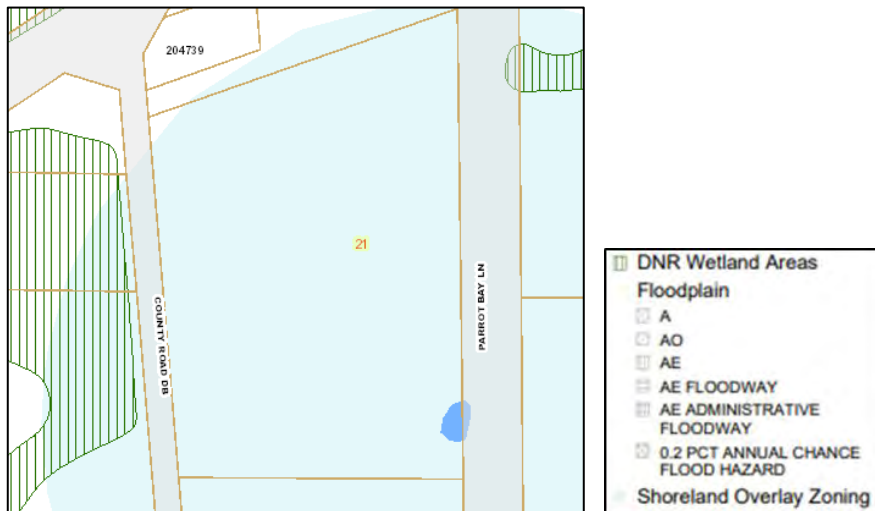 204739
21
COUNTY ROAD DB
PARROT BAY LN
DNR Wetland Areas
Floodplain
A
AO
AE
AE FLOODWAY
AE ADMINISTRATIVE
FLOODWAY
0.2 PCT ANNUAL CHANCE
FLOOD HAZARD
Shoreland Overlay Zoning